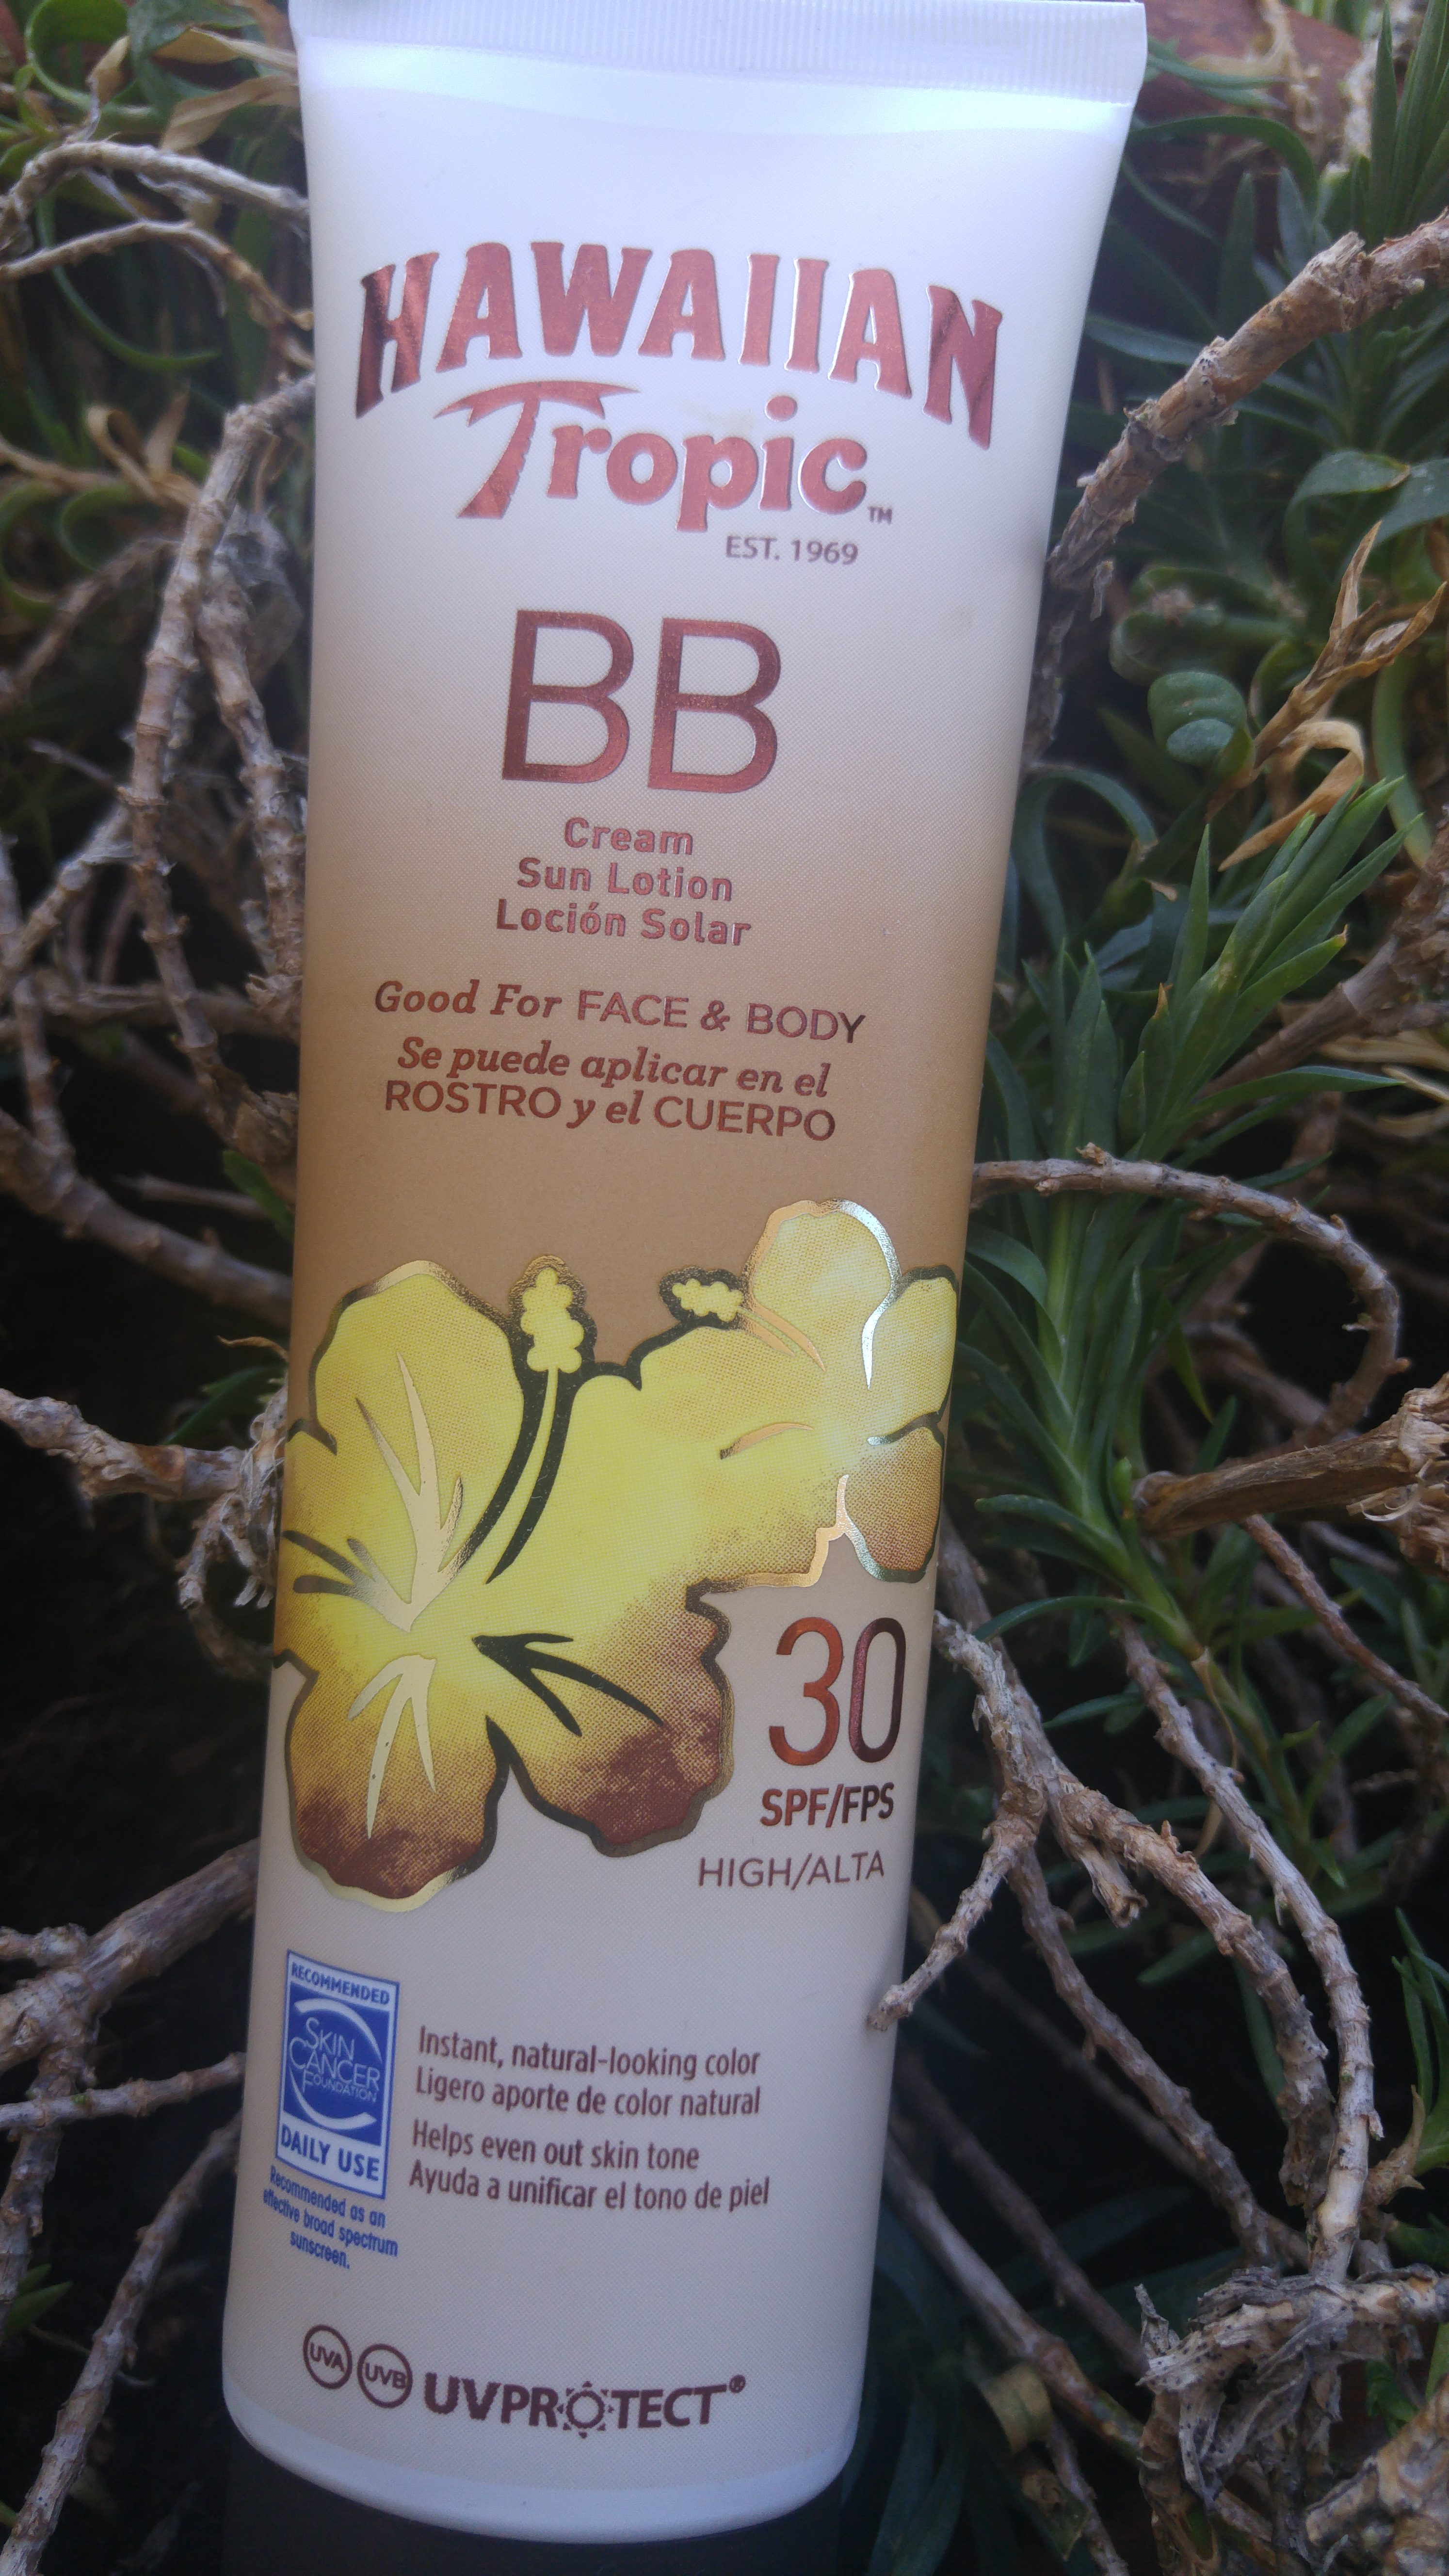 HAWAIIAN
Tropic™
EST. 1969
BB
Cream
Sun Lotion
Loción Solar
Good For FACE & BODY
Se puede aplicar en el
ROSTRO y el CUERPO
30
SPF/FPS
HIGH/ALTA
RECOMMENDED
SKIN
CANCER
FOUNDATION
DAILY USE
Recommended as an
effective broad spectrum
sunscreen.
Instant, natural-looking color
Ligero aporte de color natural
Helps even out skin tone
Ayuda a unificar el tono de piel
UVA UVB UVPROTECT®